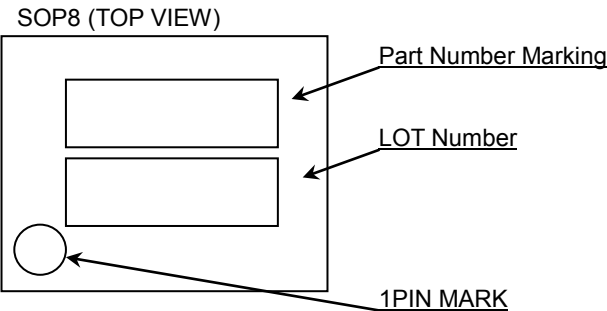 SOP8 (TOP VIEW)
Part Number Marking
LOT Number
1PIN MARK